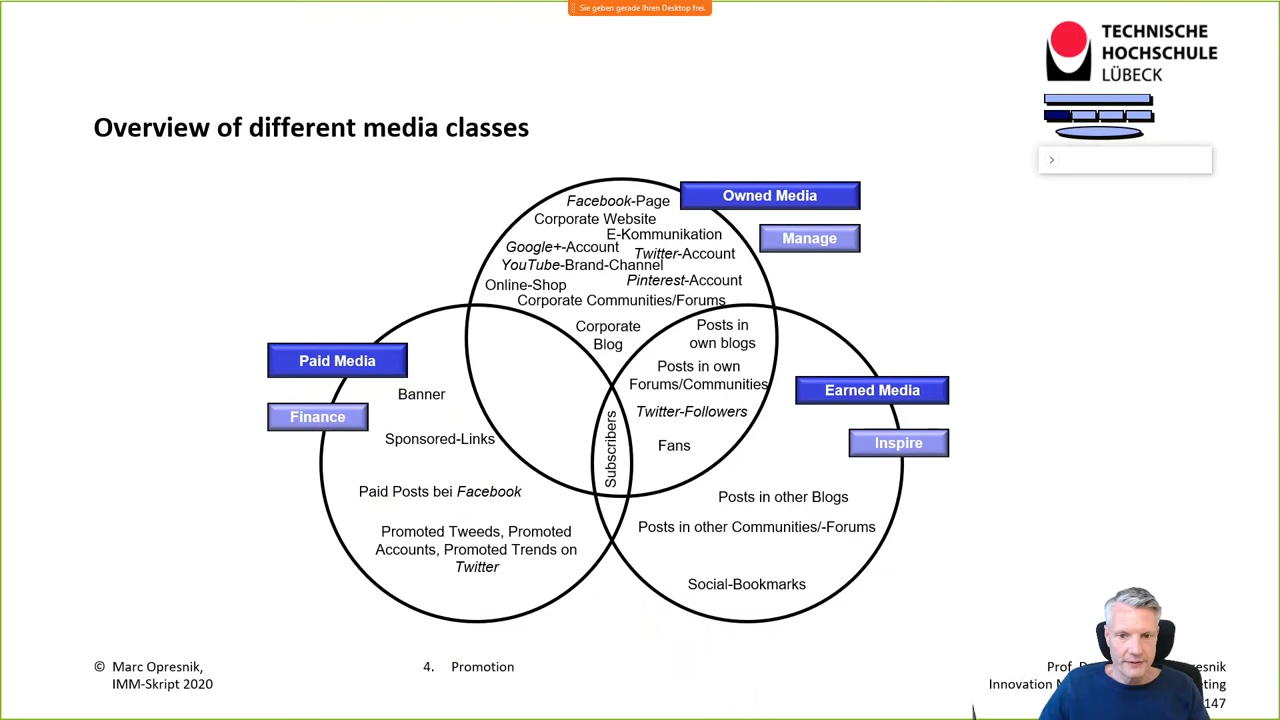 Sie geben gerade Ihren Desktop frei.
TECHNISCHE
HOCHSCHULE
LÜBECK
Overview of different media classes
Owned Media
Manage
Facebook-Page
Corporate Website
E-Kommunikation
Google+-Account
Twitter-Account
YouTube-Brand-Channel
Pinterest-Account
Online-Shop
Corporate Communities/Forums
Corporate
Blog
Posts in
own blogs
Posts in own
Forums/Communities
Twitter-Followers
Fans
Subscribers
Paid Media
Finance
Banner
Sponsored-Links
Paid Posts bei Facebook
Promoted Tweeds, Promoted
Accounts, Promoted Trends on
Twitter
Earned Media
Inspire
Posts in other Blogs
Posts in other Communities/-Forums
Social-Bookmarks
© Marc Opresnik,
IMM-Skript 2020
4. Promotion
Prof. resnik
Innovation ting
147